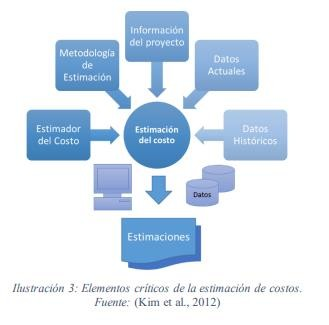 Información
del proyecto
Metodología
de
Estimación
Datos
Actuales
Estimador
del Costo
Estimación
del costo
Datos
Históricos
Datos
Estimaciones
Ilustración 3: Elementos críticos de la estimación de costos.
Fuente: (Kim et al., 2012)